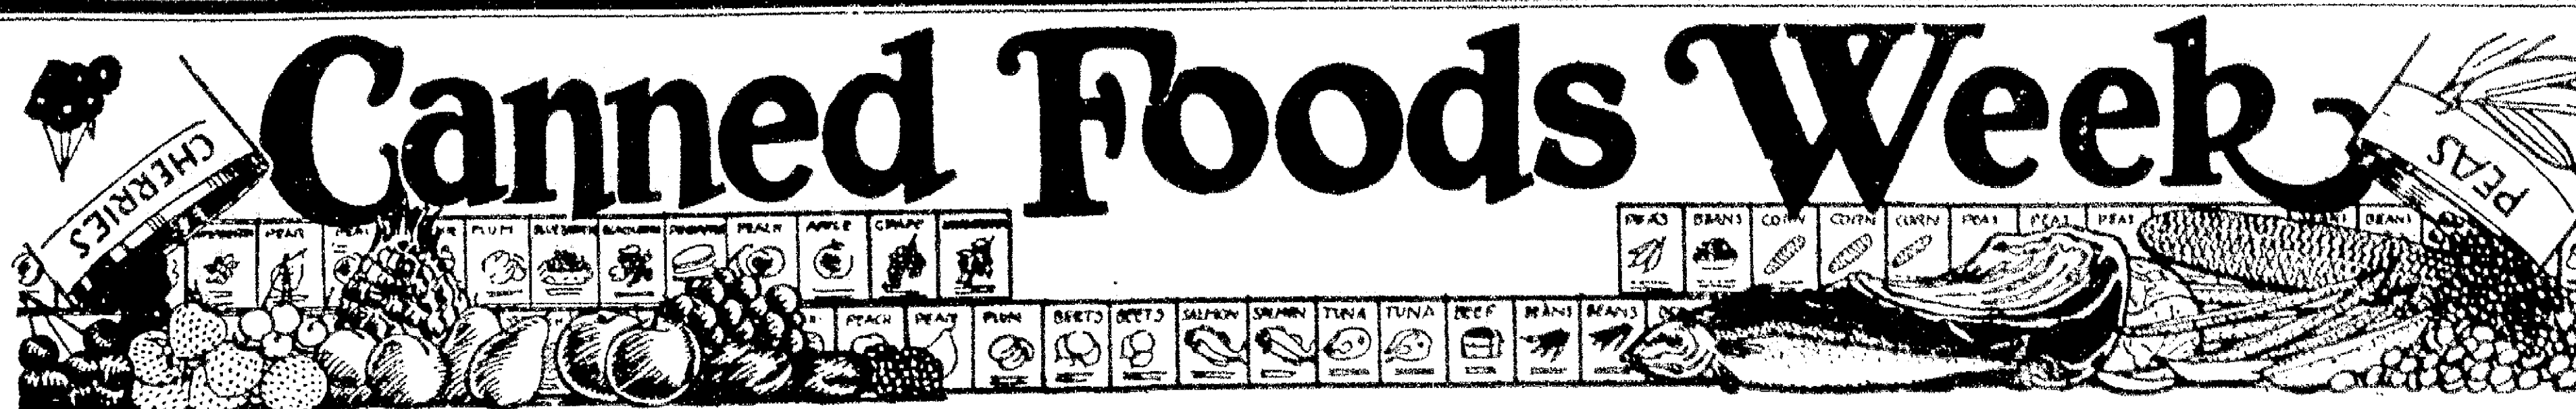 Canned Foods Week
CHERRIES
PEAS
PEAR PLUM BLACKBERRIES PEACH APPLE GRAPE
PEAS BEANS CORN CORN CORN PEAS PEAS PEAS BEANS
PEACH PEAR PLUM BEETS BEETS SALMON SALMON TUNA TUNA BEEF BEANS BEANS